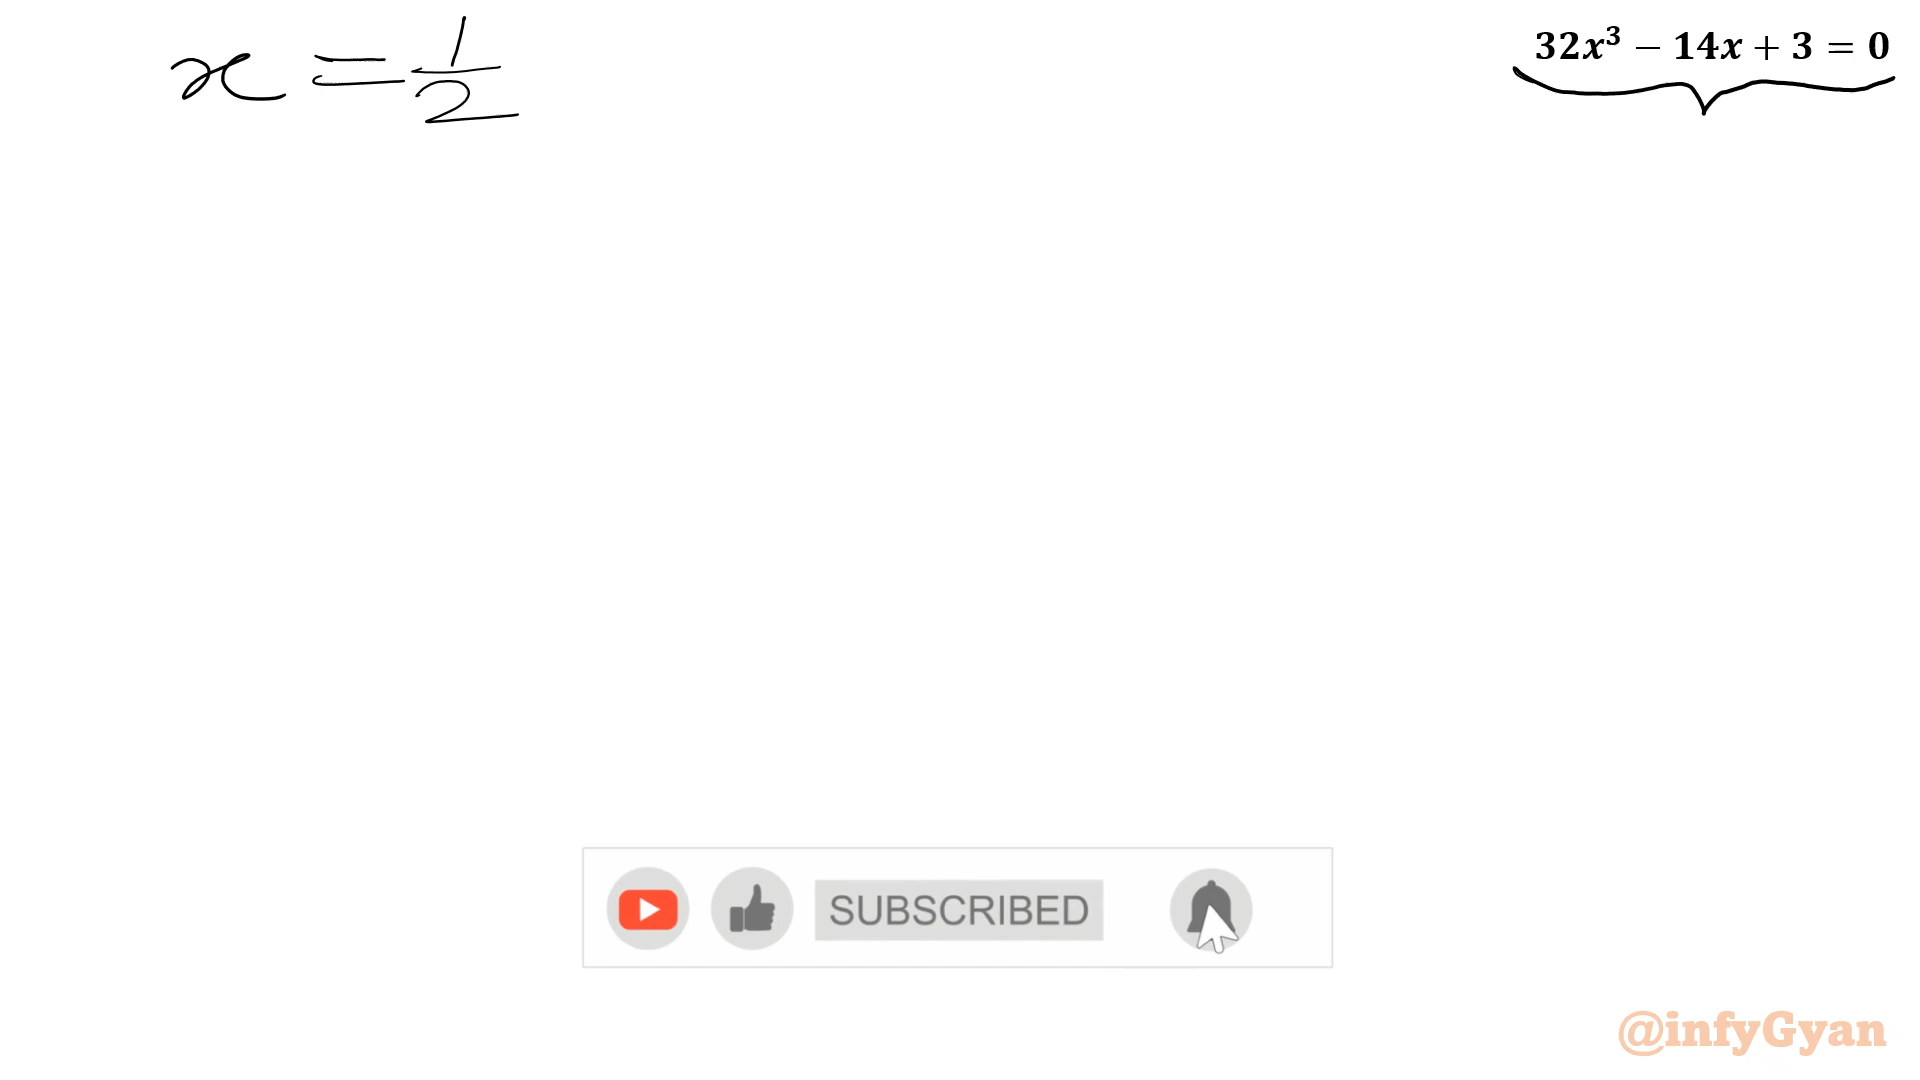 x = 1/2
32x³ − 14x + 3 = 0
SUBSCRIBED
@infyGyan